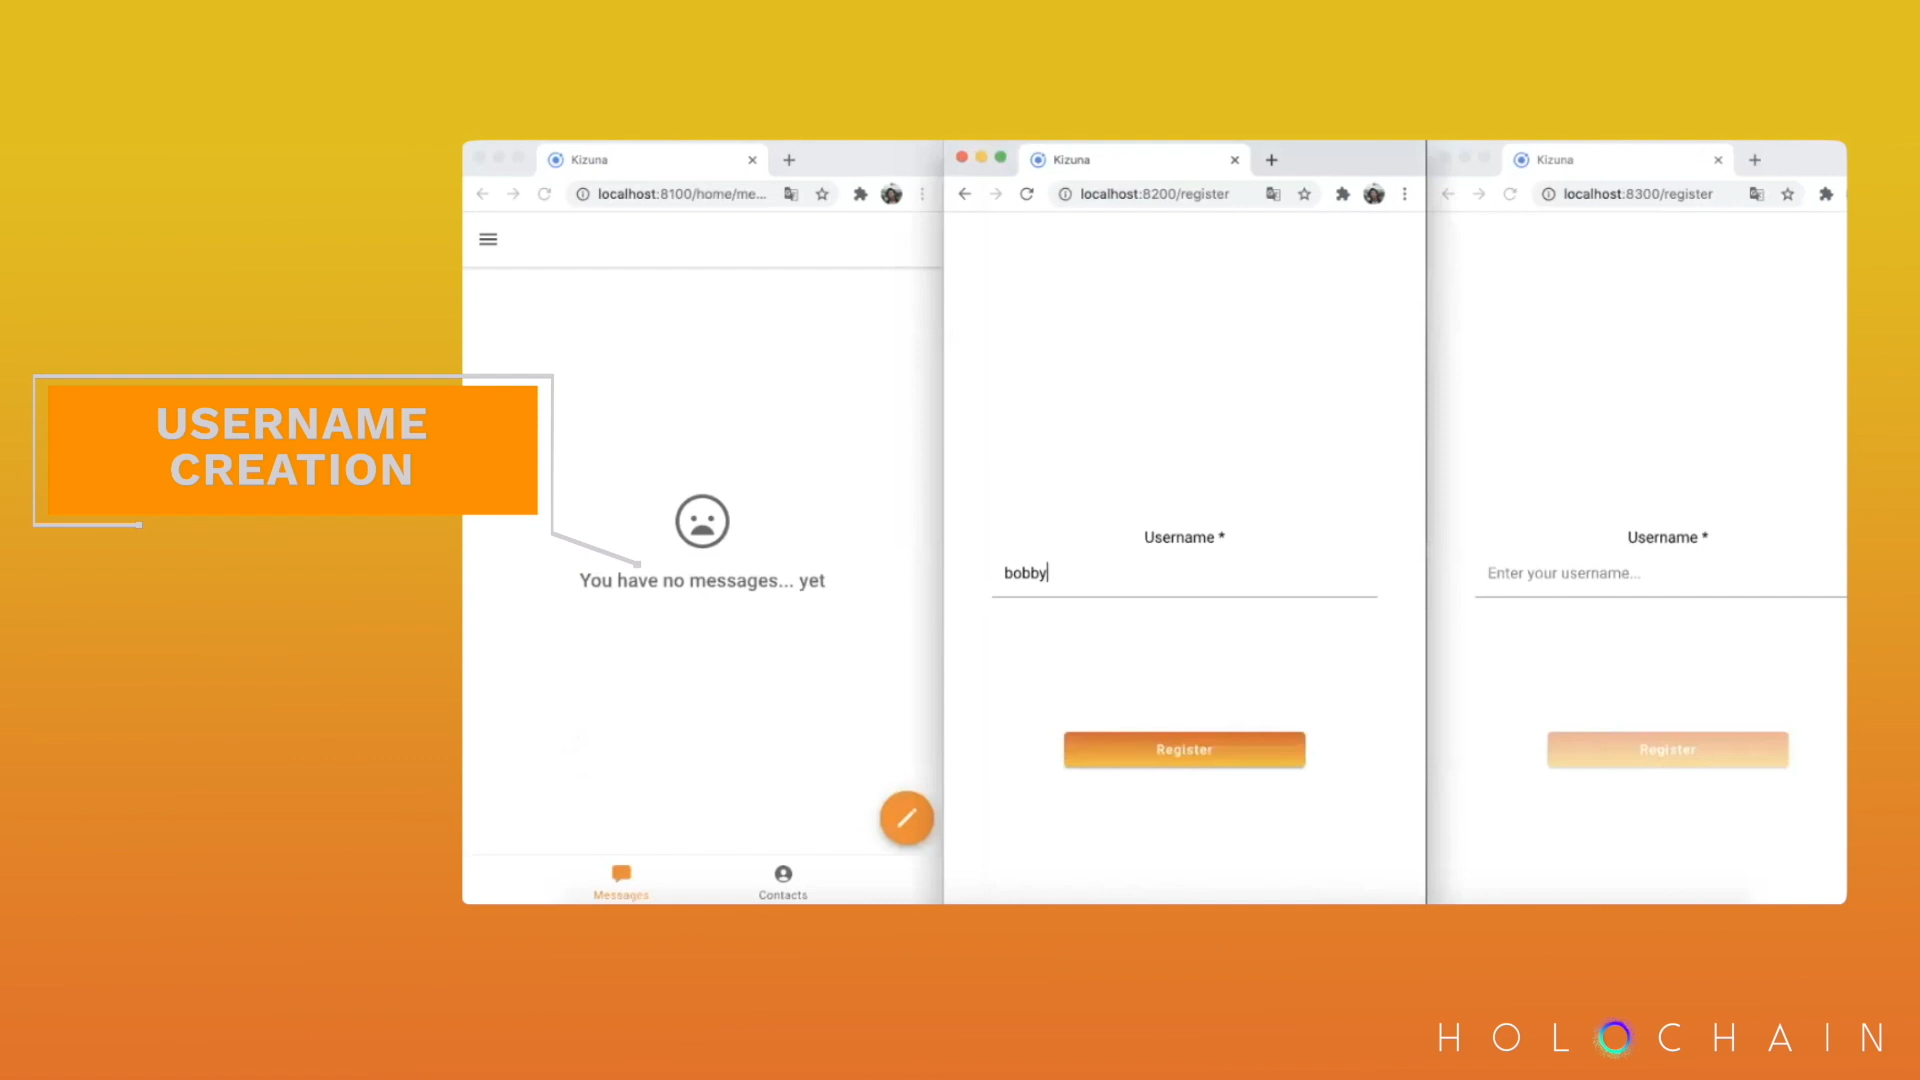 Kizuna
Kizuna
Kizuna
localhost:8100/home/me...
localhost:8200/register
localhost:8300/register
USERNAME
CREATION
You have no messages... yet
Messages
Contacts
Username *
bobby
Register
Username *
Enter your username...
Register
HOLOCHAIN